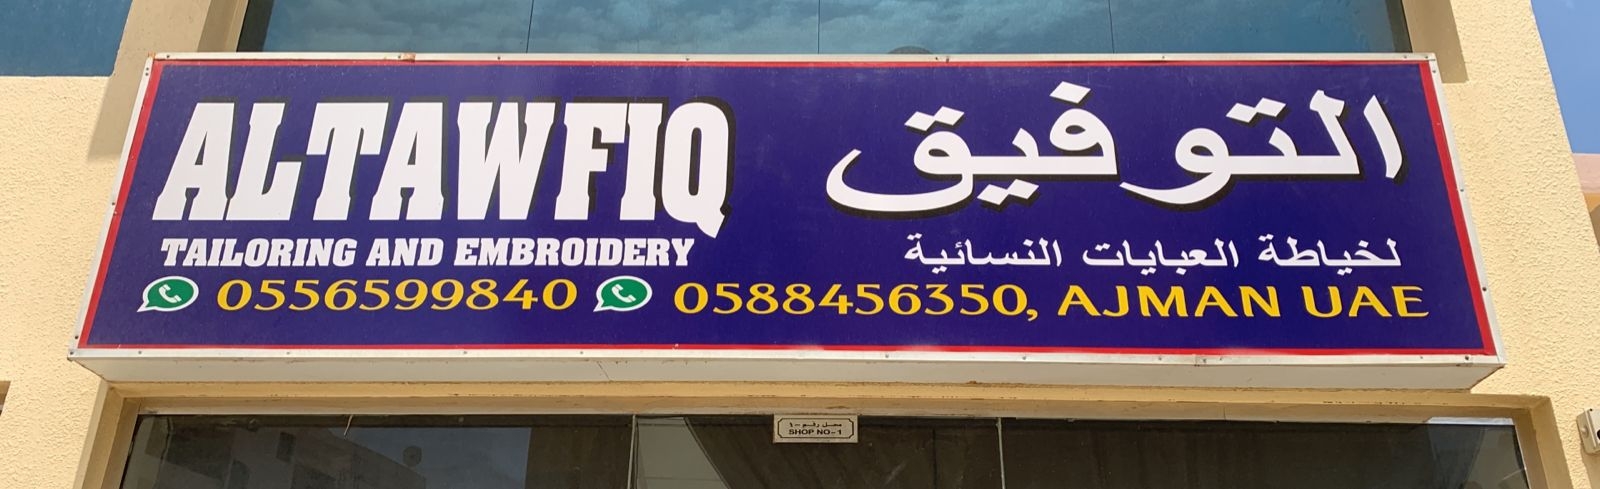 ALTAWFIQ
التوفيق
TAILORING AND EMBROIDERY
لخياطة العبايات النسائية
0556599840 0588456350, AJMAN UAE
محل رقم -١
SHOP NO-1